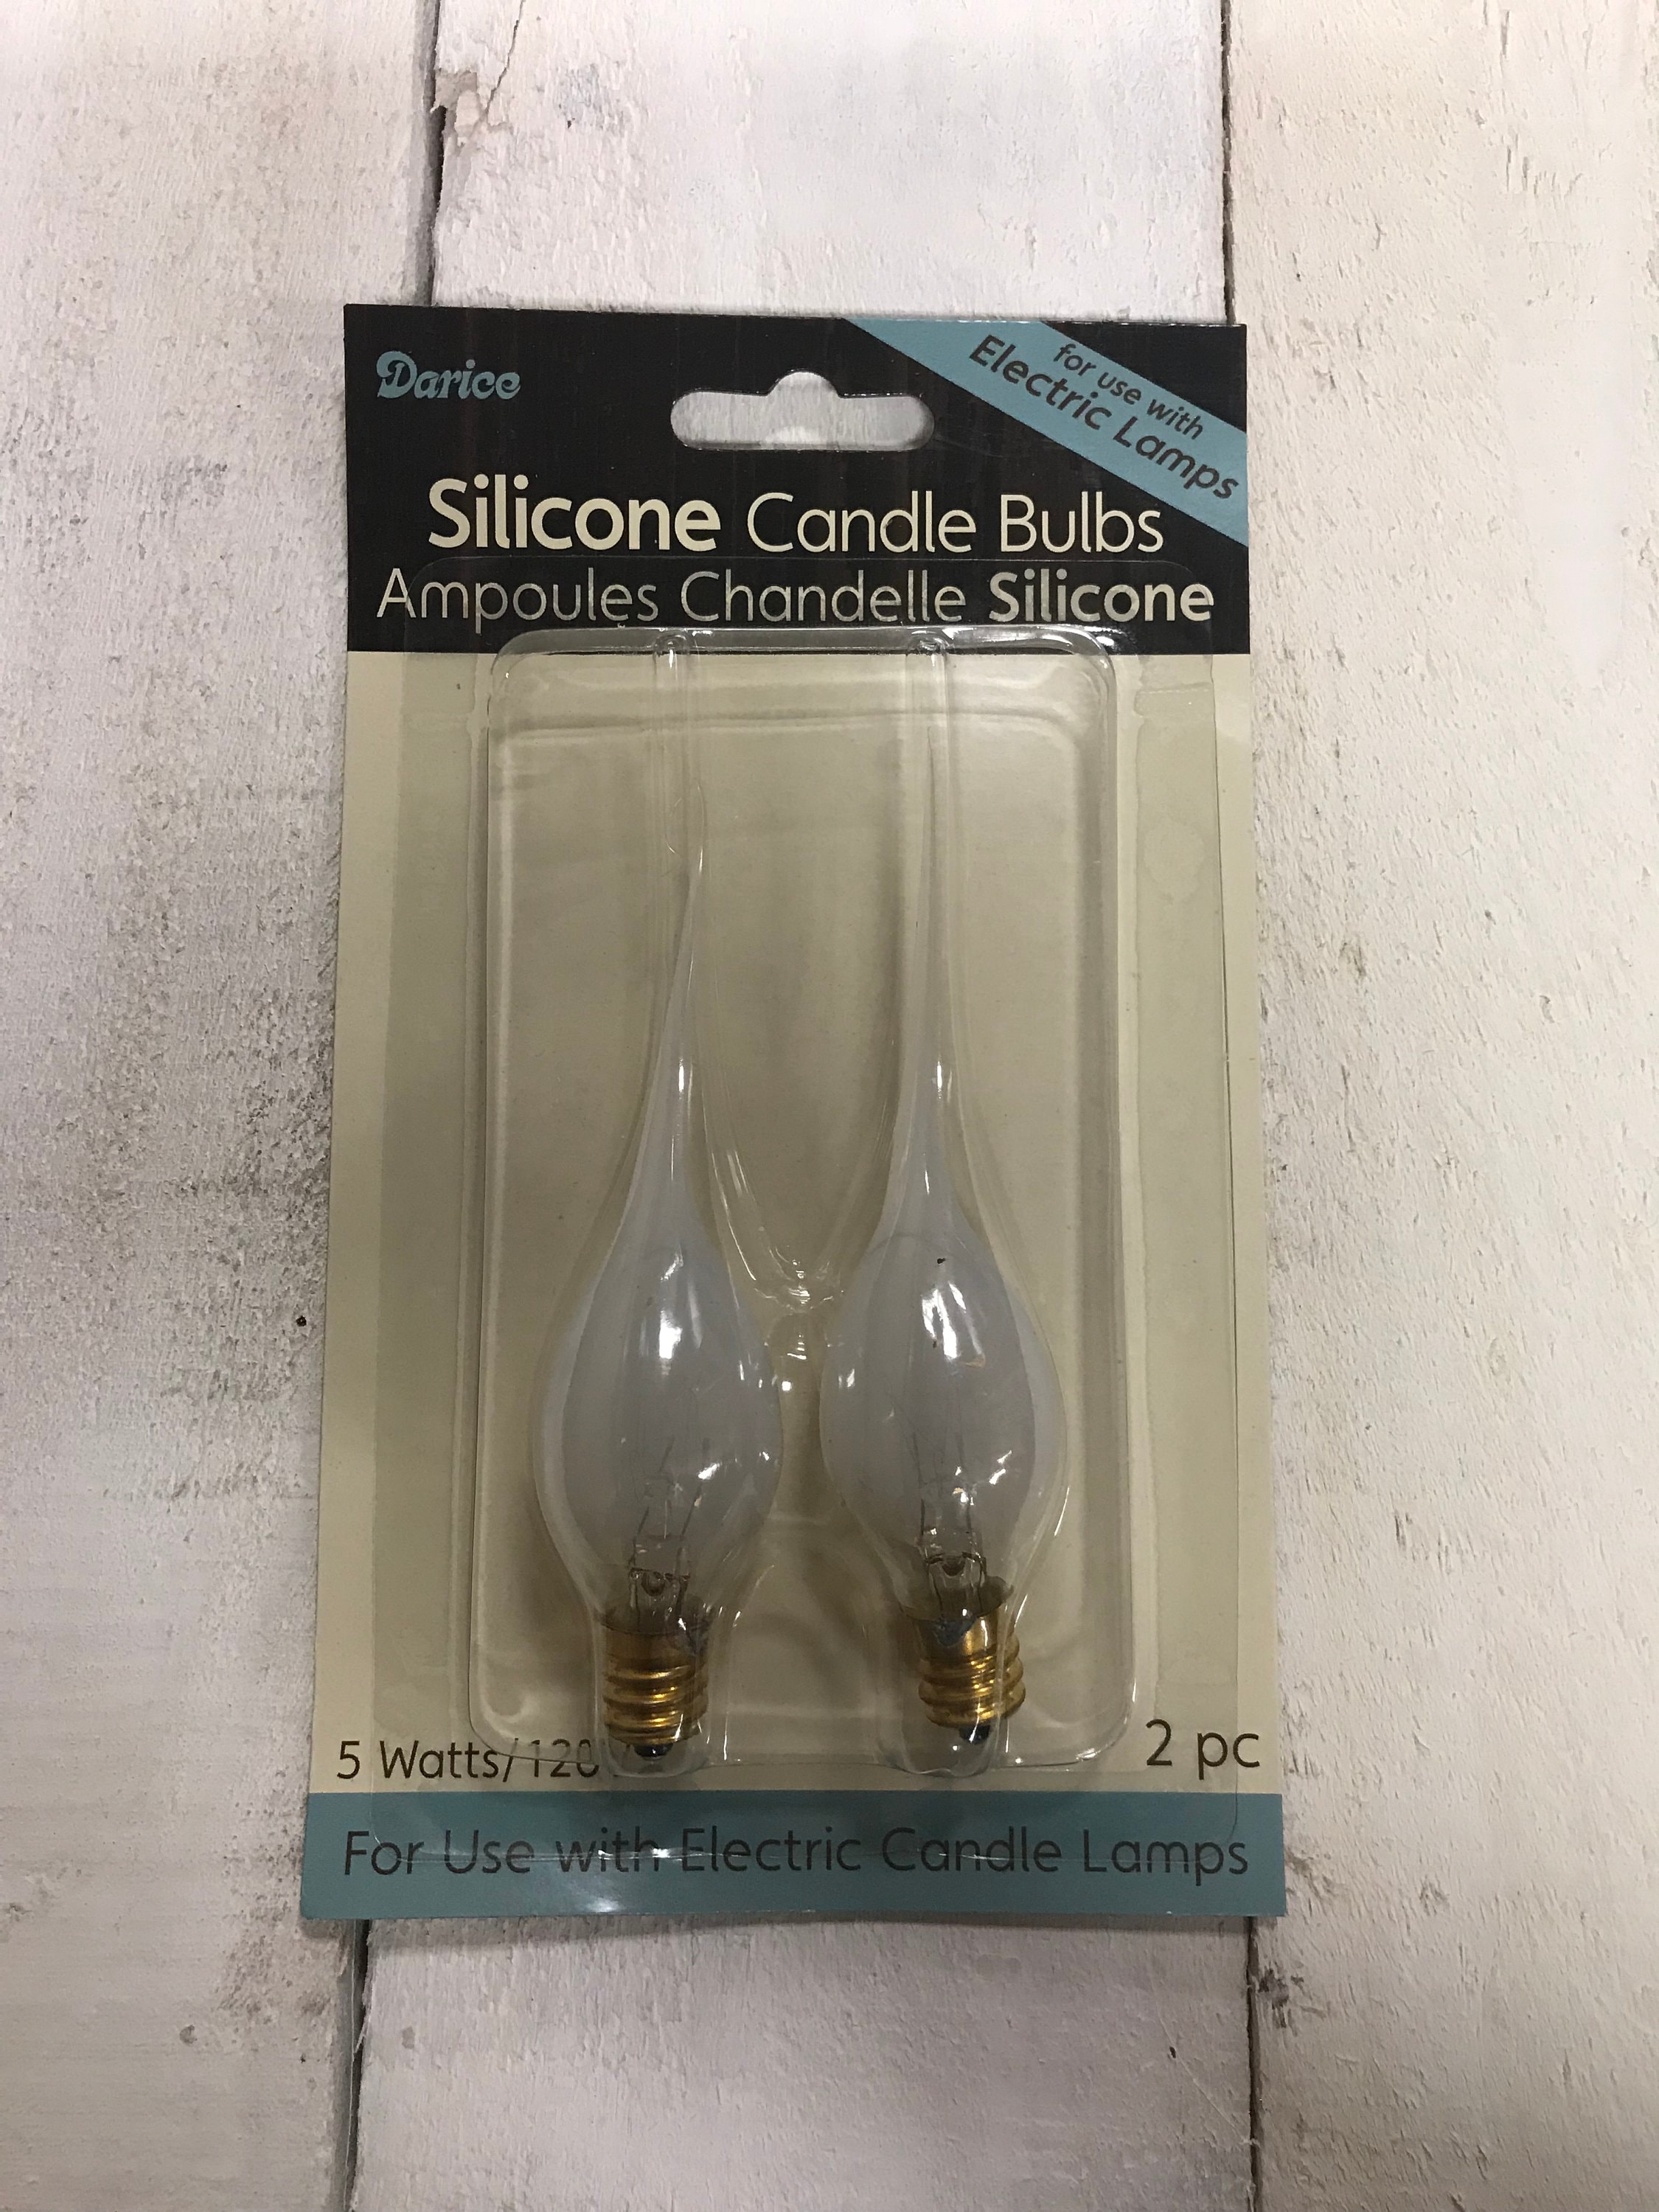 Darice
for use with
Electric Lamps
Silicone Candle Bulbs
Ampoules Chandelle Silicone
5 Watts/120
2 pc
For Use with Electric Candle Lamps